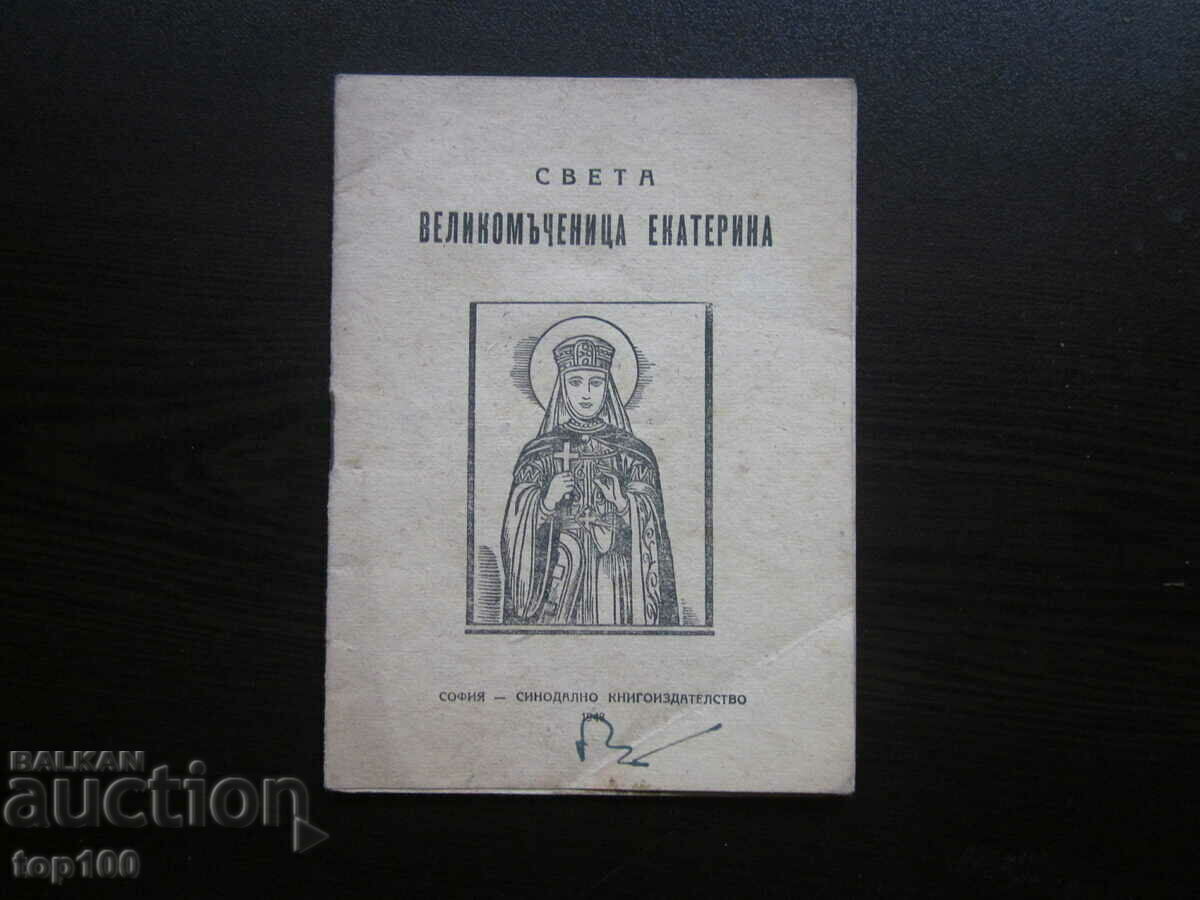 СВЕТА
ВЕЛИКОМЪЧЕНИЦА ЕКАТЕРИНА
СОФИЯ — СИНОДАЛНО КНИГОИЗДАТЕЛСТВО
BALKAN
auction
top100